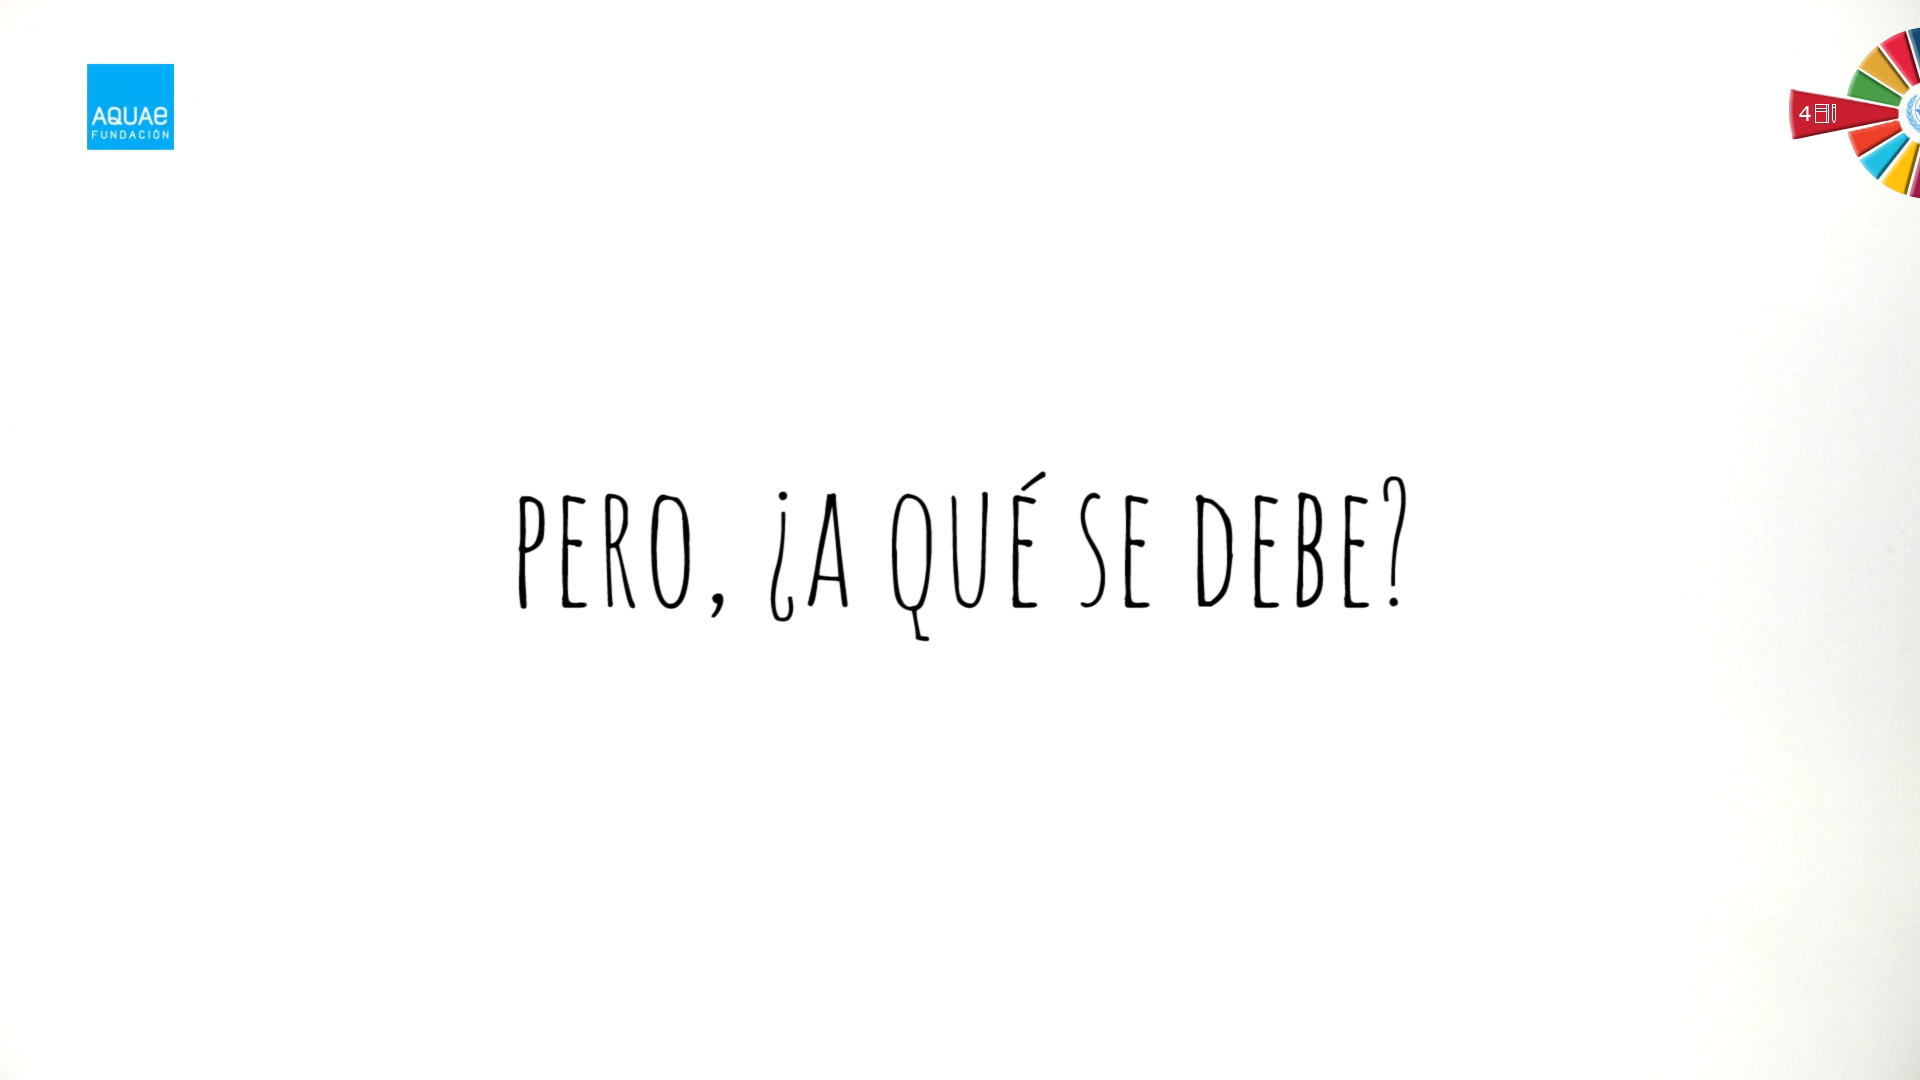 AQUAE
FUNDACIÓN
4
PERO, ¿A QUÉ SE DEBE?